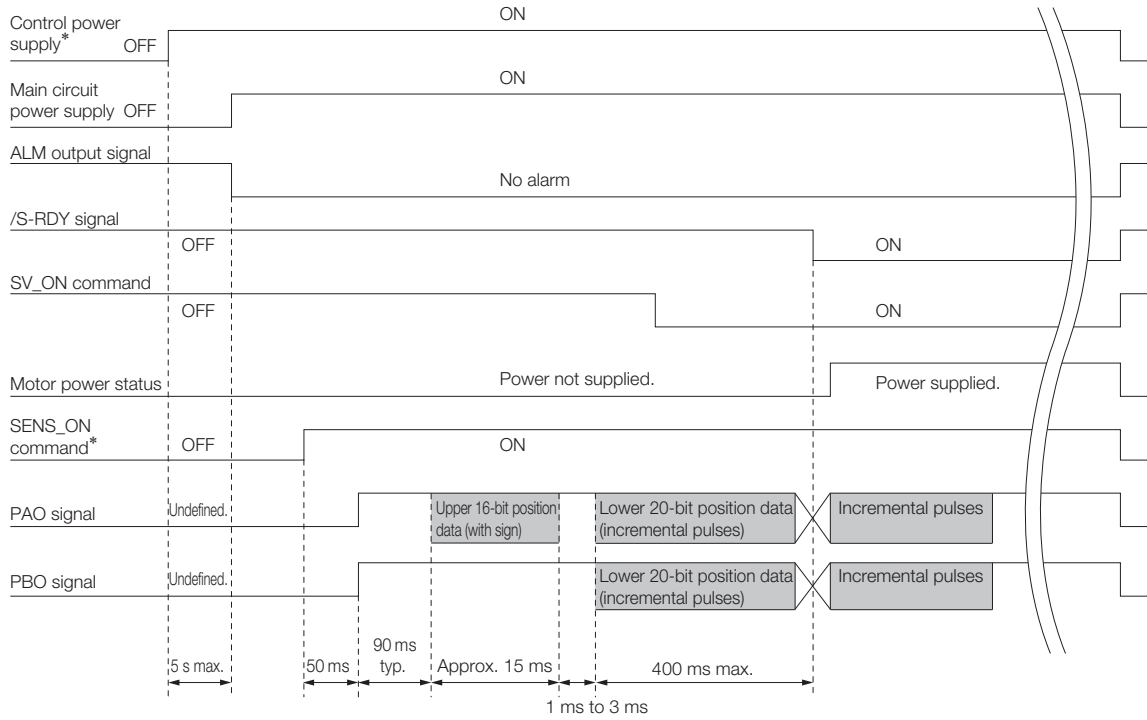 ON
Control power
supply* OFF
ON
Main circuit
power supply OFF
ALM output signal
No alarm
/S-RDY signal
OFF ON
SV_ON command
OFF ON
Motor power status Power not supplied. Power supplied.
SENS_ON
command* OFF ON
PAO signal Undefined. Upper 16-bit position
data (with sign) Lower 20-bit position data
(incremental pulses) Incremental pulses
PBO signal Undefined. Lower 20-bit position data
(incremental pulses) Incremental pulses
5 s max. 50 ms 90 ms
typ. Approx. 15 ms 400 ms max.
1 ms to 3 ms